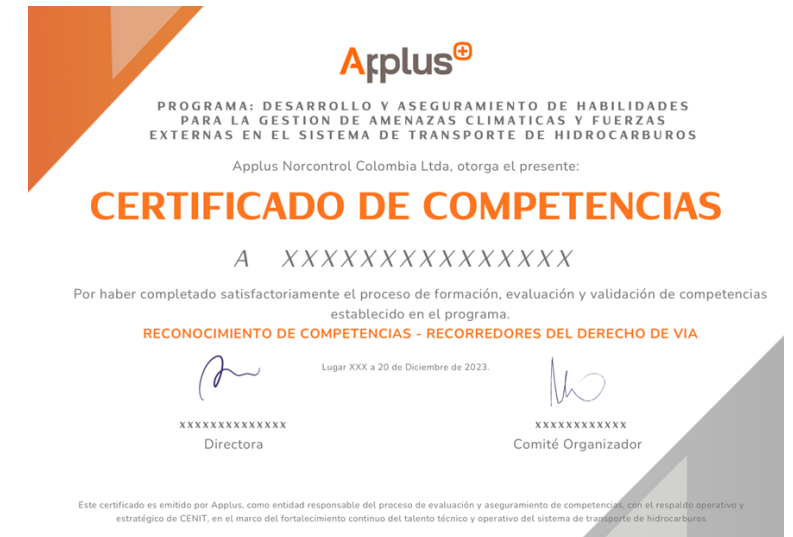 Applus+
PROGRAMA: DESARROLLO Y ASEGURAMIENTO DE HABILIDADES
PARA LA GESTION DE AMENAZAS CLIMATICAS Y FUERZAS
EXTERNAS EN EL SISTEMA DE TRANSPORTE DE HIDROCARBUROS
Applus Norcontrol Colombia Ltda, otorga el presente:
CERTIFICADO DE COMPETENCIAS
A XXXXXXXXXXXXXXX
Por haber completado satisfactoriamente el proceso de formación, evaluación y validación de competencias
establecido en el programa.
RECONOCIMIENTO DE COMPETENCIAS - RECORREDORES DEL DERECHO DE VIA
Lugar XXX a 20 de Diciembre de 2023.
xxxxxxxxxxxxxx
Directora
xxxxxxxxxxxx
Comité Organizador
Este certificado es emitido por Applus, como entidad responsable del proceso de evaluación y aseguramiento de competencias, con el respaldo operativo y
estratégico de CENIT, en el marco del fortalecimiento continuo del talento técnico y operativo del sistema de transporte de hidrocarburos